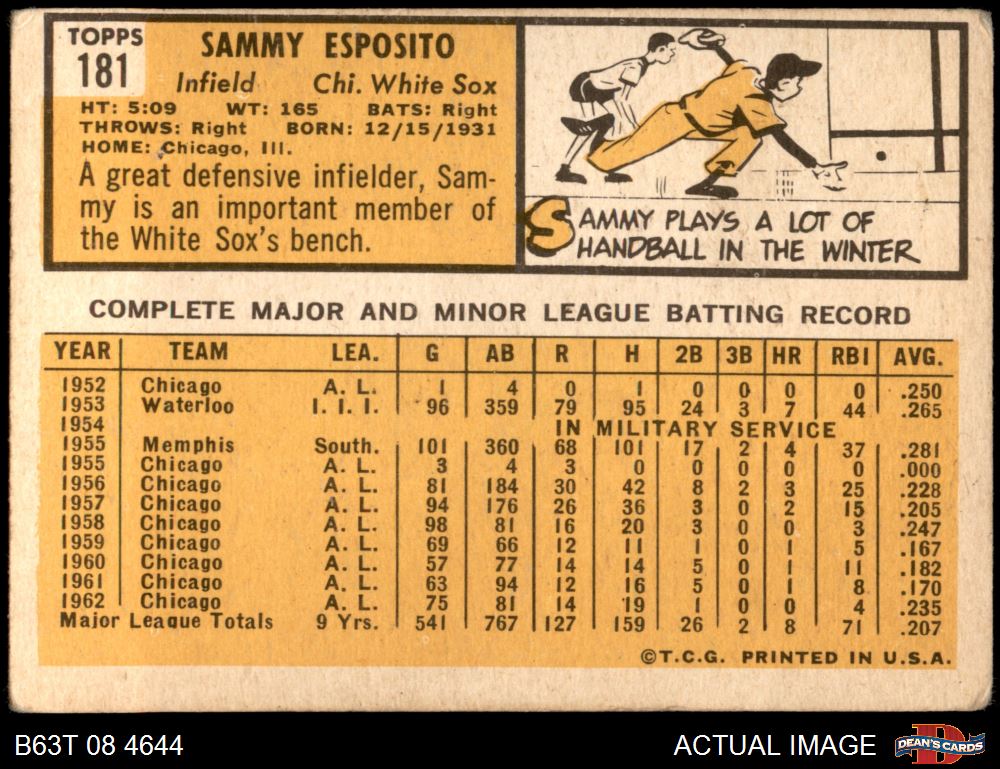 TOPPS
181
SAMMY ESPOSITO
Infield Chi. White Sox
HT: 5:09 WT: 165 BATS: Right
THROWS: Right BORN: 12/15/1931
HOME: Chicago, Ill.
A great defensive infielder, Sam-
my is an important member of
the White Sox's bench.
SAMMY PLAYS A LOT OF
HANDBALL IN THE WINTER
COMPLETE MAJOR AND MINOR LEAGUE BATTING RECORD
YEAR TEAM LEA. G AB R H 2B 3B HR RBI AVG.
1952 Chicago A. L. 1 4 0 1 0 0 0 0 .250
1953 Waterloo I. I. I. 96 359 79 95 24 3 7 44 .265
1954 IN MILITARY SERVICE
1955 Memphis South. 101 360 68 101 17 2 4 37 .281
1955 Chicago A. L. 3 4 3 0 0 0 0 0 .000
1956 Chicago A. L. 81 184 30 42 8 2 3 25 .228
1957 Chicago A. L. 94 176 26 36 3 0 2 15 .205
1958 Chicago A. L. 98 81 16 20 3 0 0 3 .247
1959 Chicago A. L. 69 66 12 11 1 0 1 5 .167
1960 Chicago A. L. 57 77 14 14 5 0 1 11 .182
1961 Chicago A. L. 63 94 12 16 5 0 1 8 .170
1962 Chicago A. L. 75 81 14 19 1 0 0 4 .235
Major League Totals 9 Yrs. 541 767 127 159 26 2 8 71 .207
©T.C.G. PRINTED IN U.S.A.
B63T 08 4644
ACTUAL IMAGE
DEAN'S CARDS